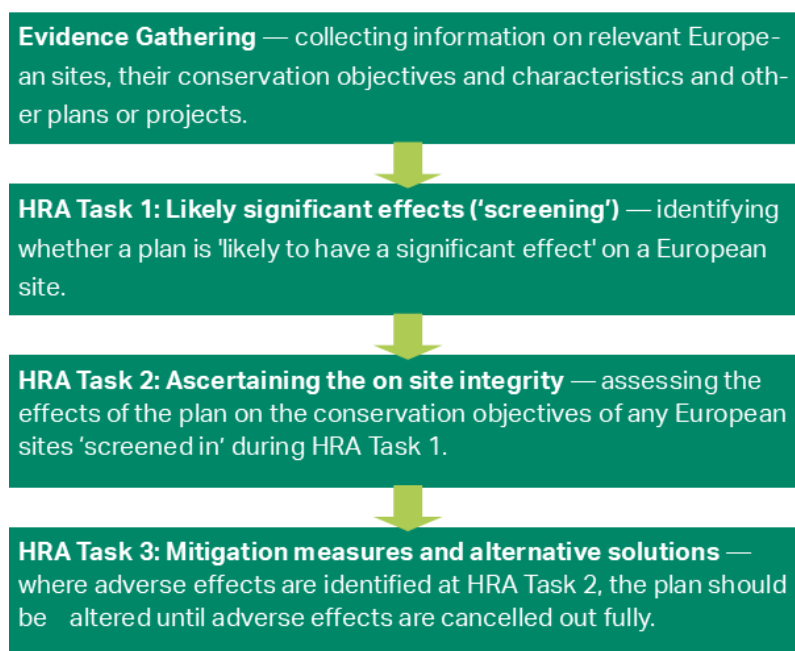 Evidence Gathering — collecting information on relevant Europe-
an sites, their conservation objectives and characteristics and oth-
er plans or projects.
HRA Task 1: Likely significant effects (‘screening’) — identifying
whether a plan is 'likely to have a significant effect' on a European
site.
HRA Task 2: Ascertaining the on site integrity — assessing the
effects of the plan on the conservation objectives of any European
sites ‘screened in’ during HRA Task 1.
HRA Task 3: Mitigation measures and alternative solutions —
where adverse effects are identified at HRA Task 2, the plan should
be altered until adverse effects are cancelled out fully.